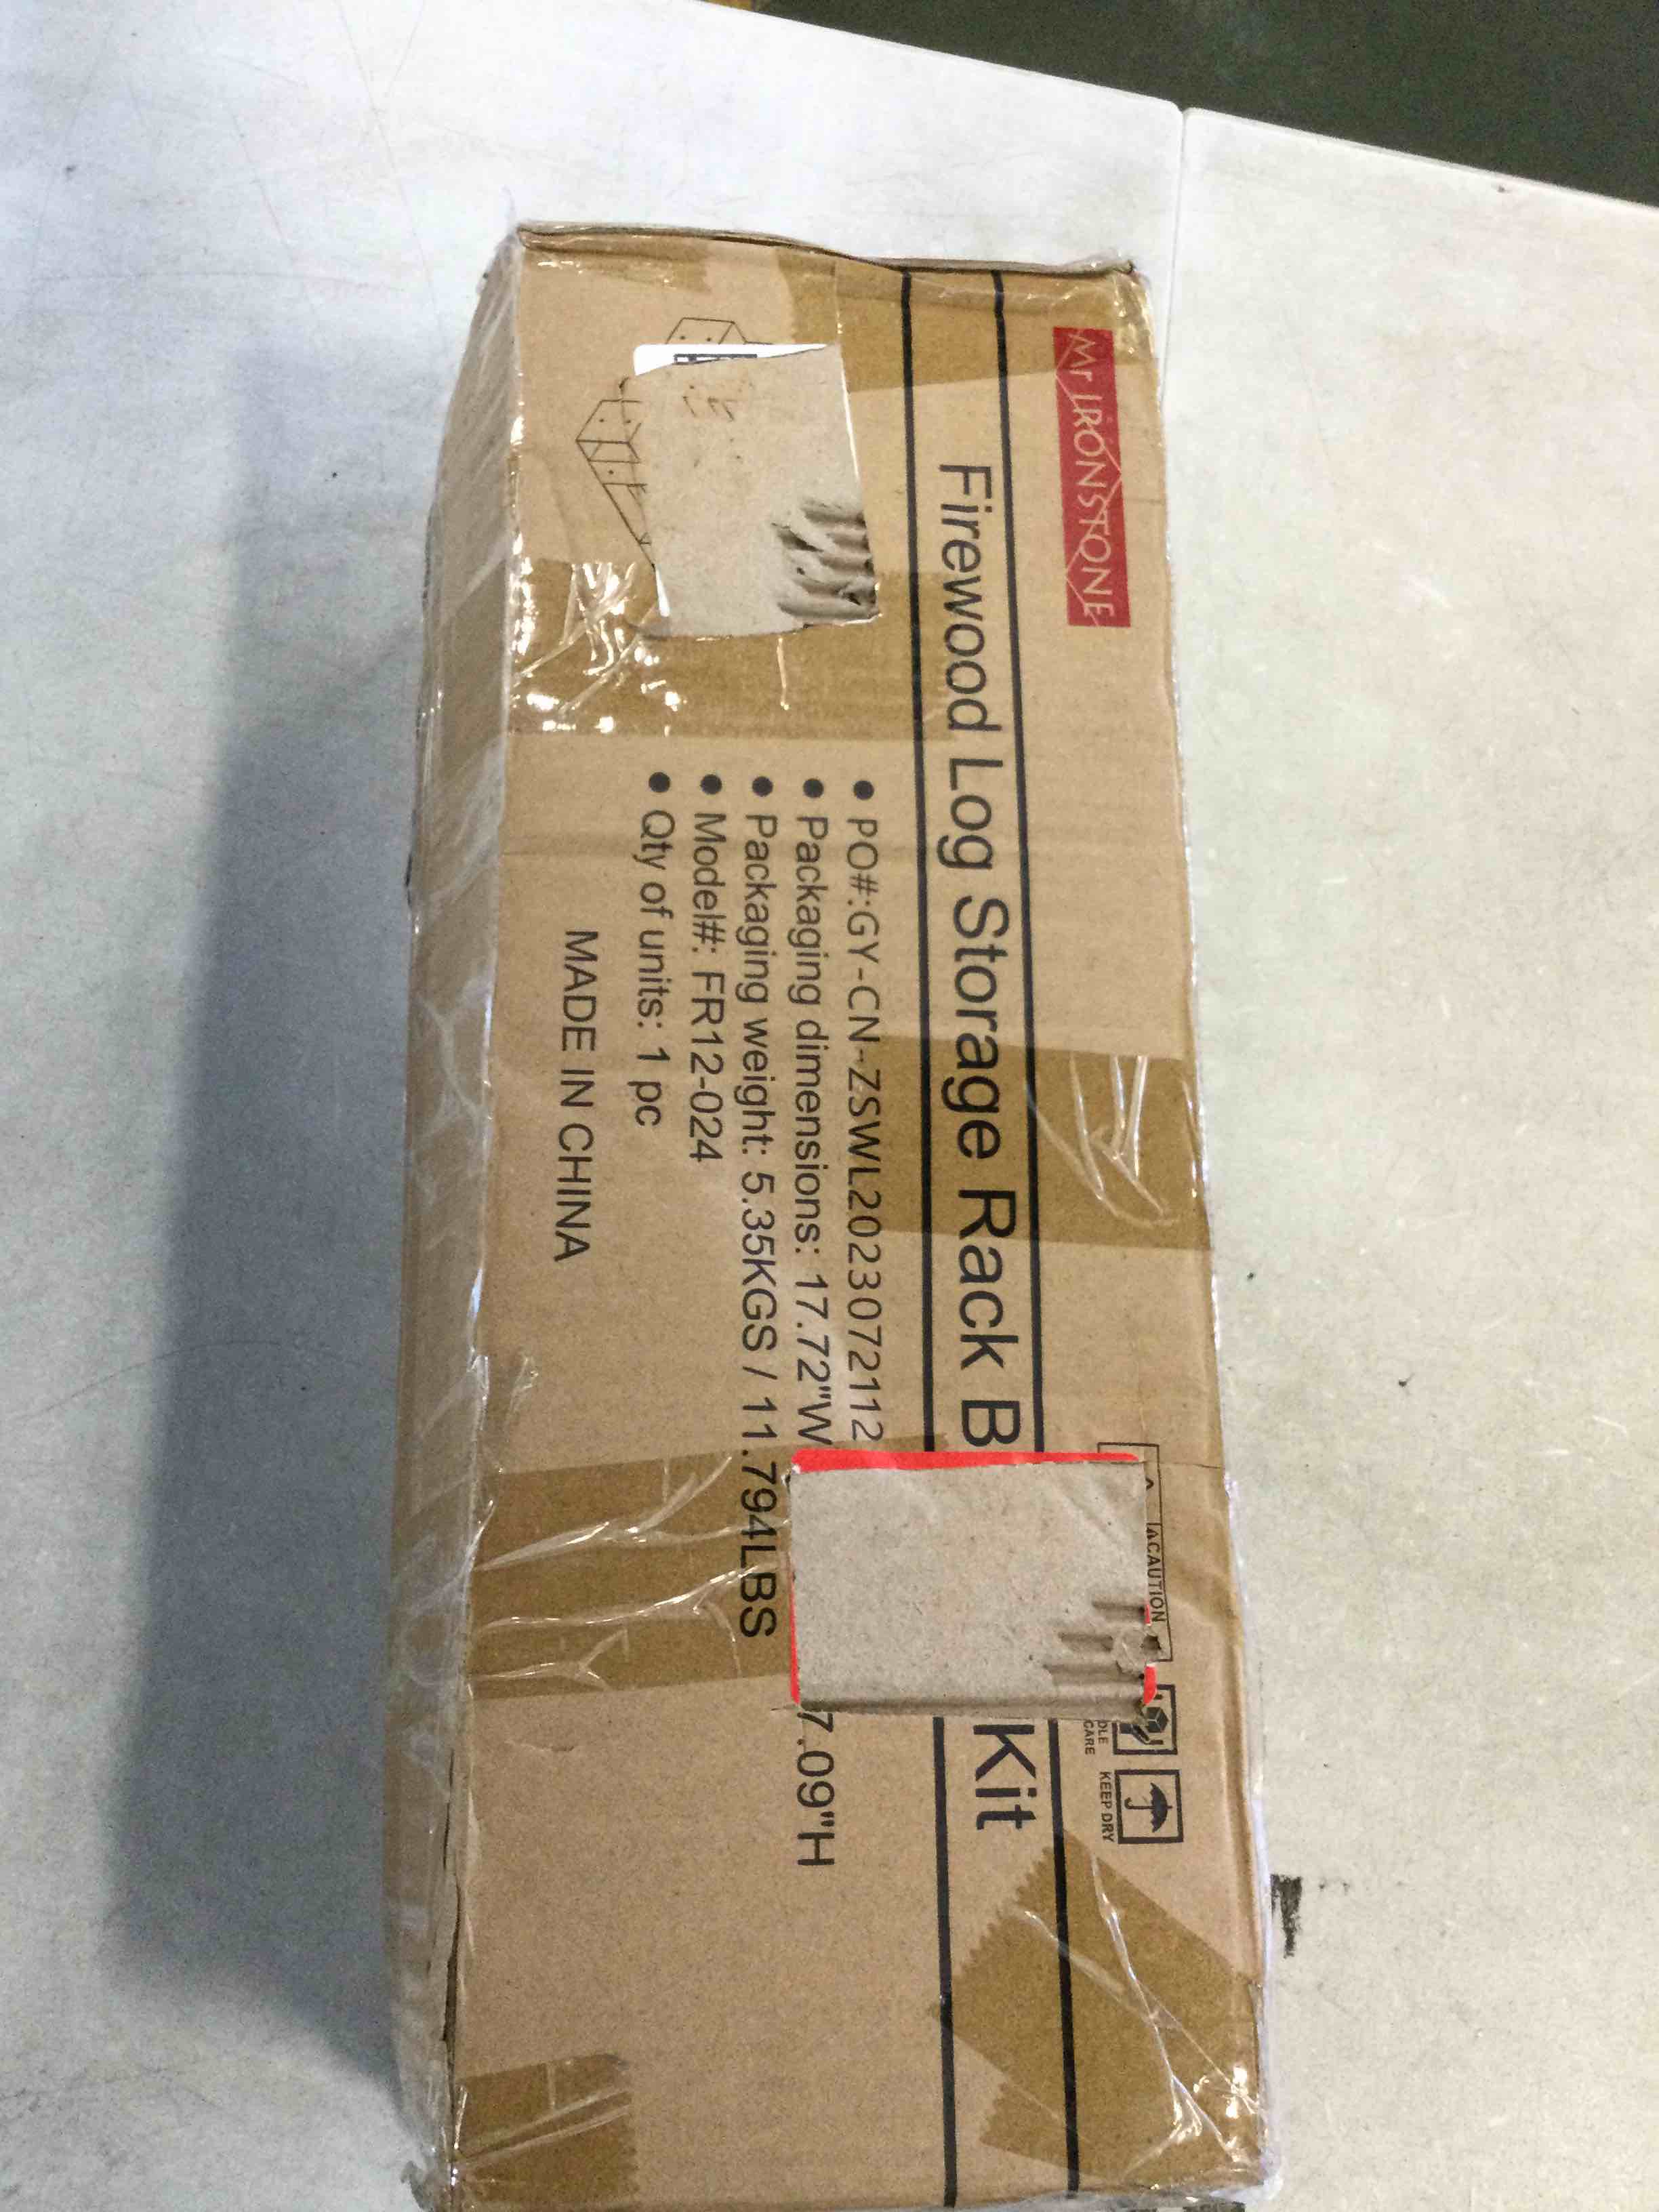 Mr IRONSTONE
CAUTION
KEEP DRY
CARE
Firewood Log Storage Rack B Kit
● PO#:GY-CN-ZSWL2023072112
● Packaging dimensions: 17.72"W 7.09"H
● Packaging weight: 5.35KGS / 11.794LBS
● Model#: FR12-024
● Qty of units: 1 pc
MADE IN CHINA